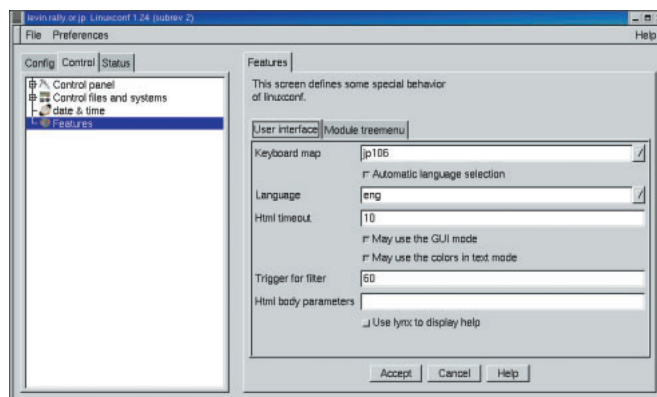 levin.rally.or.jp: Linuxconf 1.24 (subrev 2)
File Preferences Help
Config Control Status
Control panel
Control files and systems
date & time
Features
Features
This screen defines some special behavior
of linuxconf.
User interface Module treemenu
Keyboard map jp106
Automatic language selection
Language eng
Html timeout 10
May use the GUI mode
May use the colors in text mode
Trigger for filter 60
Html body parameters
Use lynx to display help
Accept Cancel Help